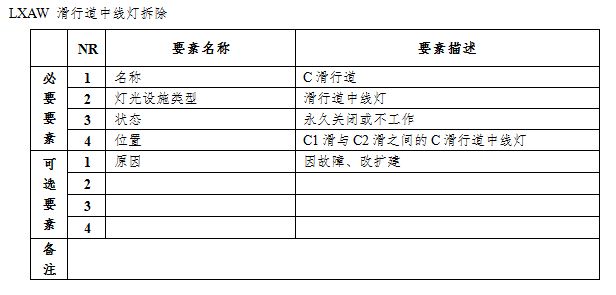 LXAW 滑行道中线灯拆除
NR 要素名称 要素描述
必要要素
1 名称 C 滑行道
2 灯光设施类型 滑行道中线灯
3 状态 永久关闭或不工作
4 位置 C1 滑与 C2 滑之间的 C 滑行道中线灯
可选要素
1 原因 因故障、改扩建
2
3
4
备注